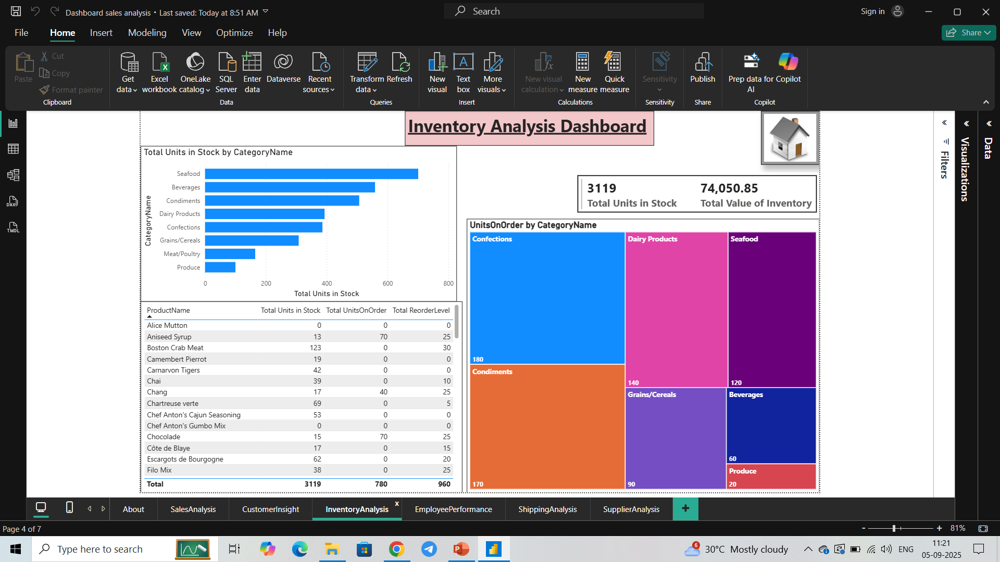 Dashboard sales analysis • Last saved: Today at 8:51 AM
Search
Sign in
File Home Insert Modeling View Optimize Help
Share
Paste
Cut
Copy
Format painter
Clipboard
Get data
Excel workbook
OneLake catalog
SQL Server
Enter data
Dataverse
Recent sources
Data
Transform data
Refresh
Queries
New visual
Text box
More visuals
Insert
New visual calculation
New measure
Quick measure
Calculations
Sensitivity
Sensitivity
Publish
Share
Prep data for AI
Copilot
Copilot
DAX
TMDL
Inventory Analysis Dashboard
Total Units in Stock by CategoryName
CategoryName
Seafood
Beverages
Condiments
Dairy Products
Confections
Grains/Cereals
Meat/Poultry
Produce
0 200 400 600 800
Total Units in Stock
3119 74,050.85
Total Units in Stock Total Value of Inventory
ProductName Total Units in Stock Total UnitsOnOrder Total ReorderLevel
Alice Mutton 0 0 0
Aniseed Syrup 13 70 25
Boston Crab Meat 123 0 30
Camembert Pierrot 19 0 0
Carnarvon Tigers 42 0 0
Chai 39 0 10
Chang 17 40 25
Chartreuse verte 69 0 5
Chef Anton's Cajun Seasoning 53 0 0
Chef Anton's Gumbo Mix 0 0 0
Chocolade 15 70 25
Côte de Blaye 17 0 15
Escargots de Bourgogne 62 0 20
Filo Mix 38 0 25
Total 3119 780 960
UnitsOnOrder by CategoryName
Confections
180
Condiments
170
Dairy Products
140
Seafood
120
Grains/Cereals
90
Beverages
60
Produce
20
Filters
Visualizations
Data
About SalesAnalysis CustomerInsight InventoryAnalysis x EmployeePerformance ShippingAnalysis SupplierAnalysis +
Page 4 of 7
- + 81%
Type here to search
6
30°C Mostly cloudy
ENG
11:21
05-09-2025